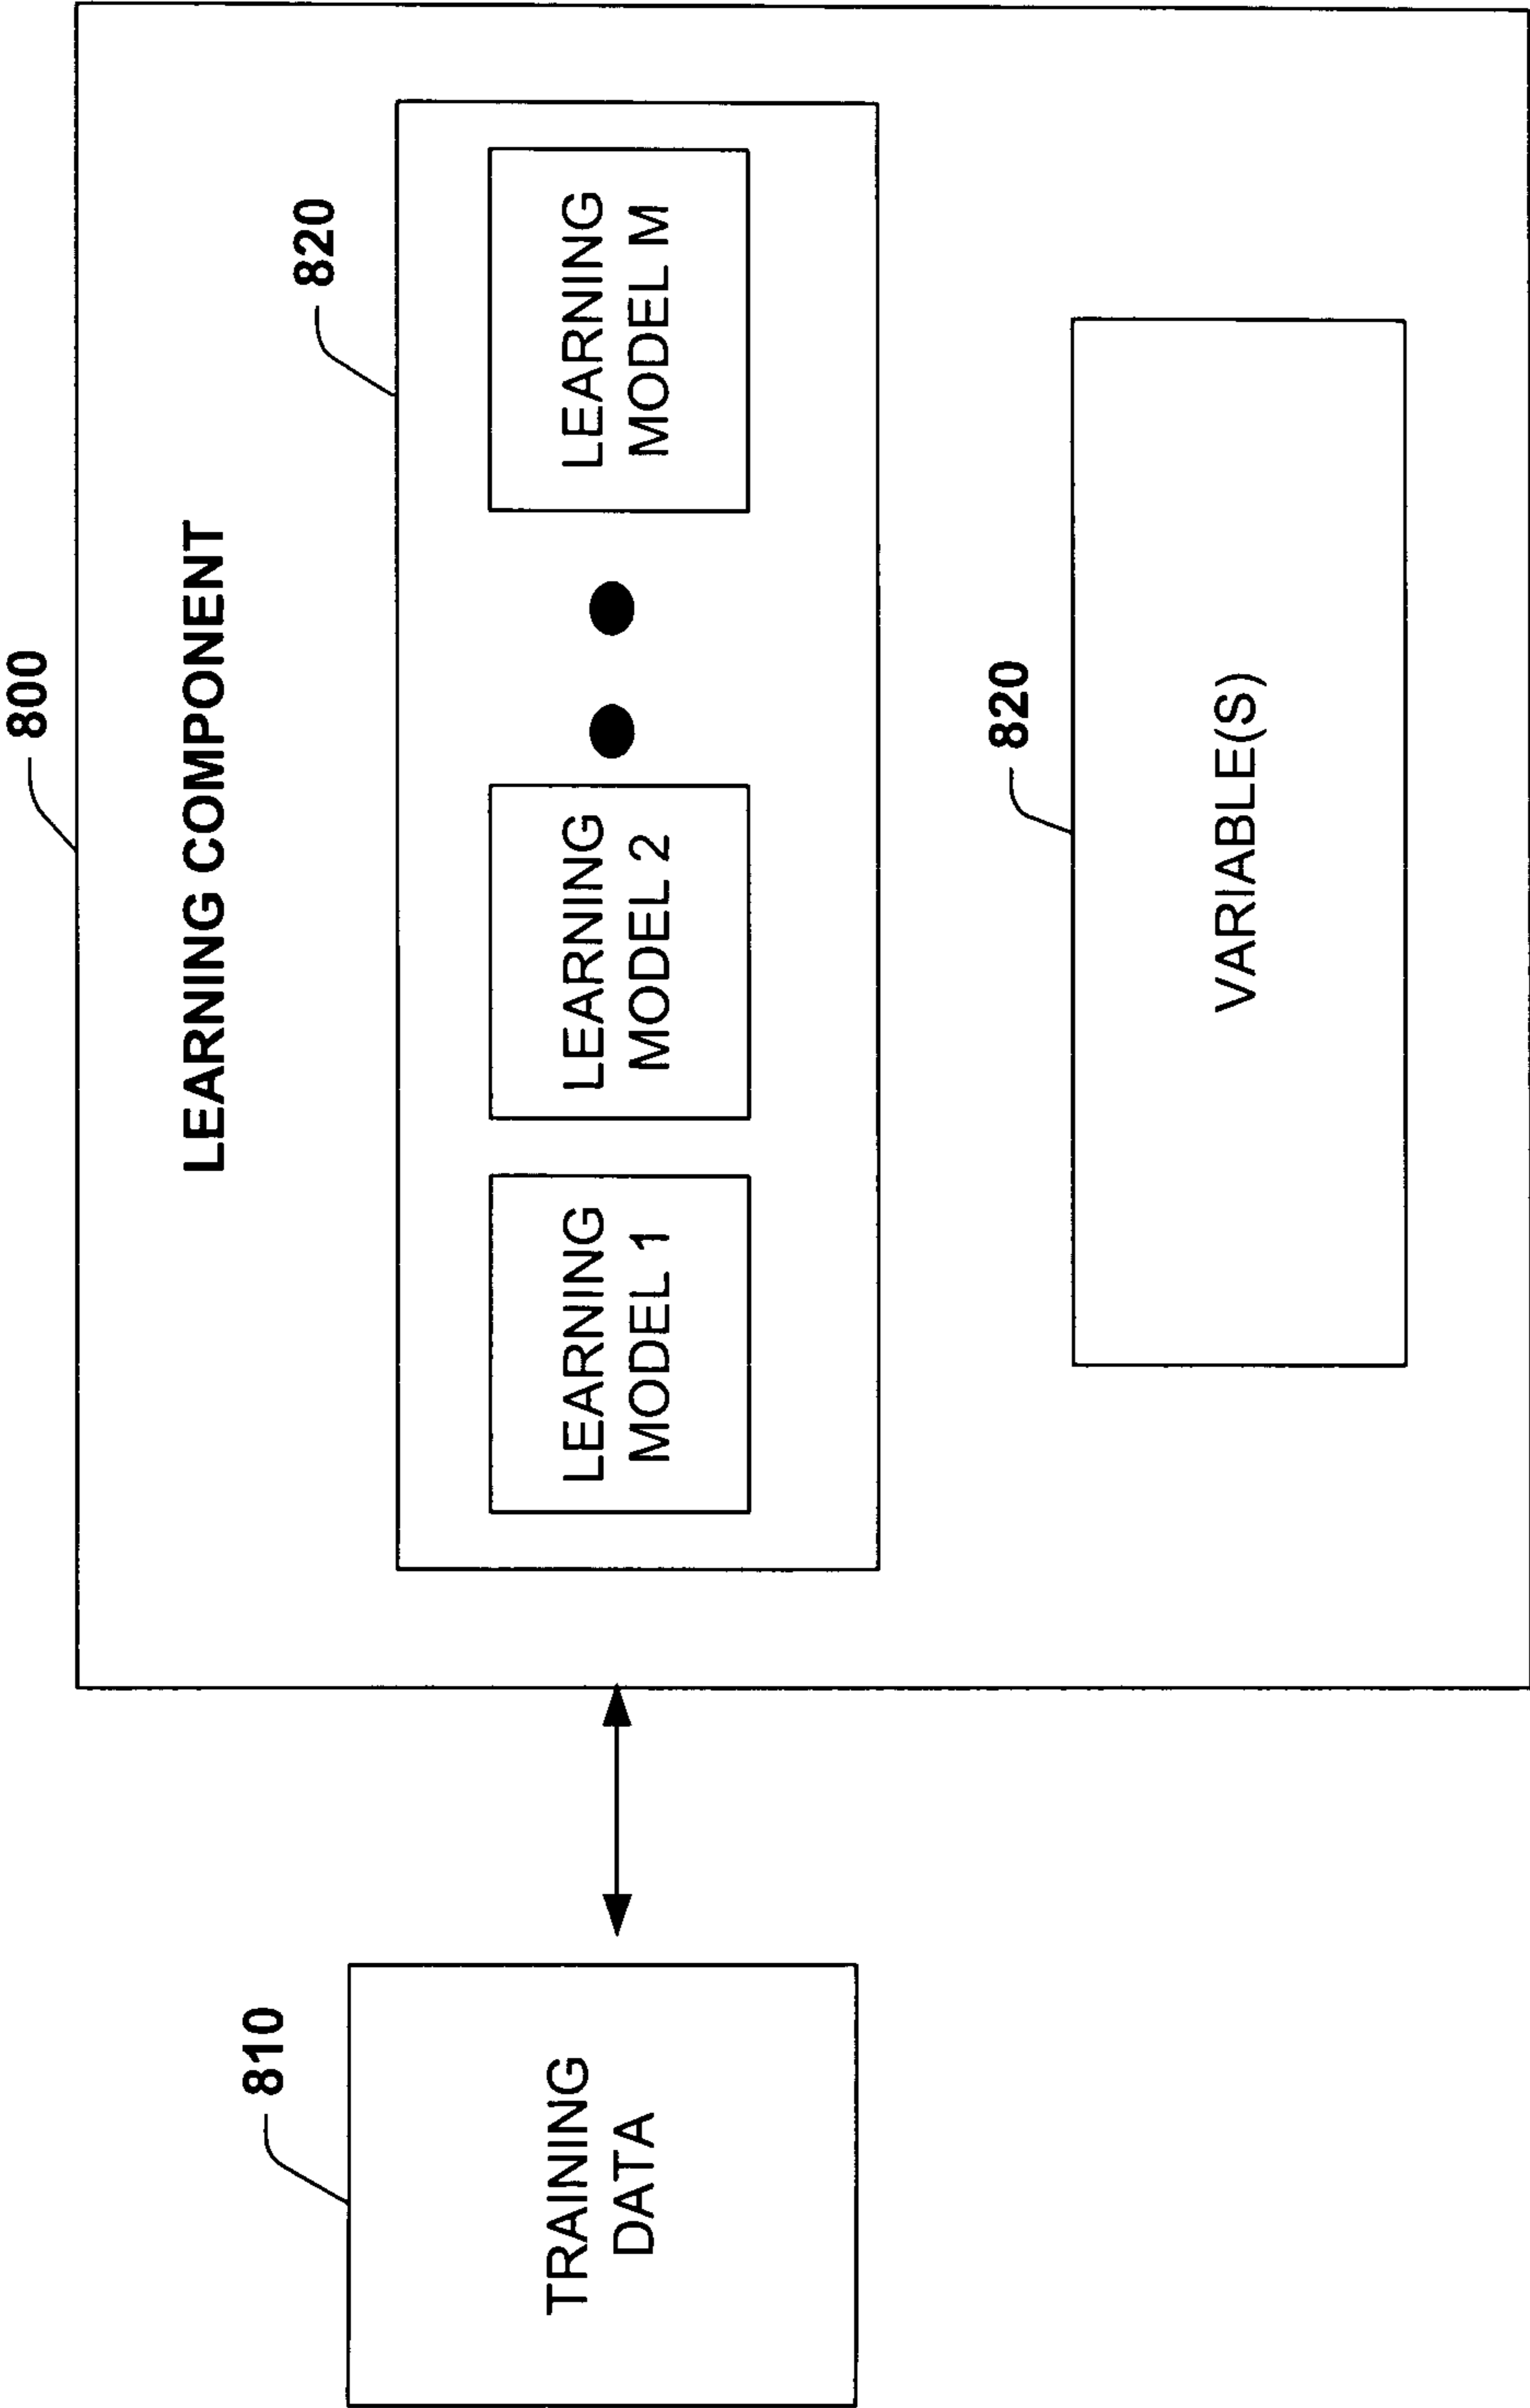 800
LEARNING COMPONENT
820
LEARNING
MODEL 1
LEARNING
MODEL 2
LEARNING
MODEL M
810
TRAINING
DATA
820
VARIABLE(S)